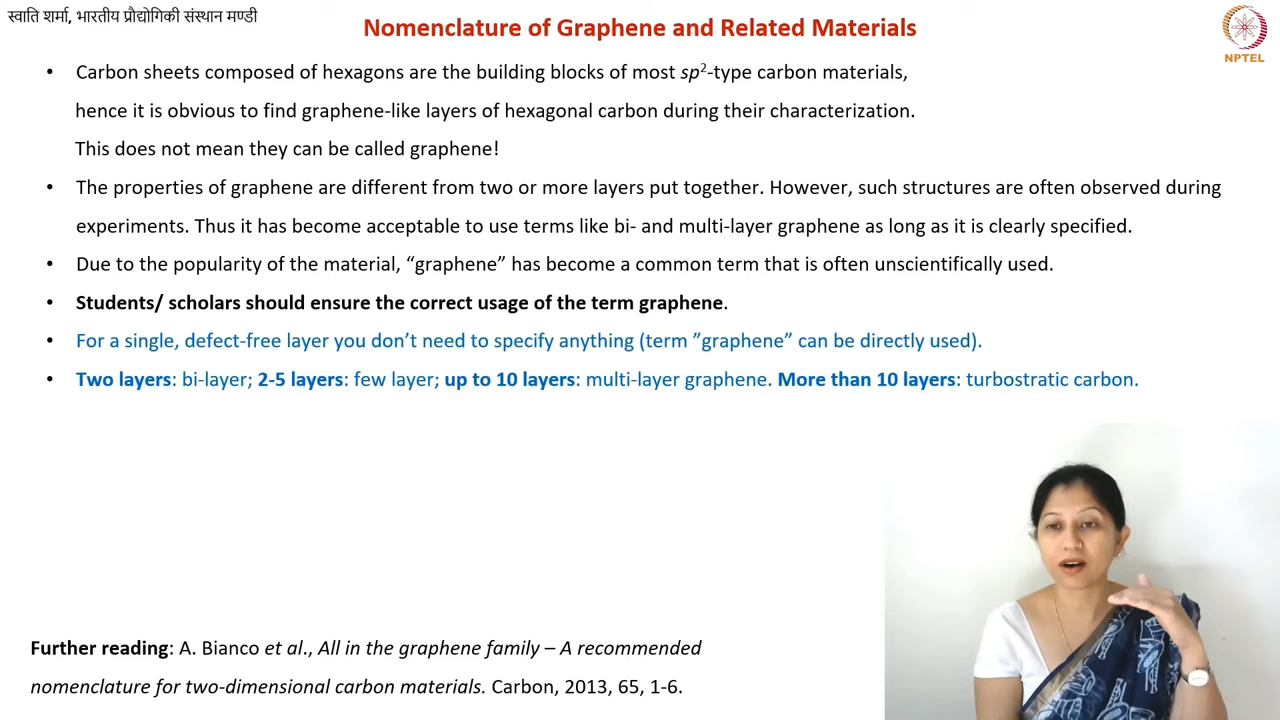 स्वाति शर्मा, भारतीय प्रौद्योगिकी संस्थान मण्डी
Nomenclature of Graphene and Related Materials
NPTEL
• Carbon sheets composed of hexagons are the building blocks of most sp²-type carbon materials,
hence it is obvious to find graphene-like layers of hexagonal carbon during their characterization.
This does not mean they can be called graphene!
• The properties of graphene are different from two or more layers put together. However, such structures are often observed during
experiments. Thus it has become acceptable to use terms like bi- and multi-layer graphene as long as it is clearly specified.
• Due to the popularity of the material, “graphene” has become a common term that is often unscientifically used.
• Students/ scholars should ensure the correct usage of the term graphene.
• For a single, defect-free layer you don’t need to specify anything (term ”graphene” can be directly used).
• Two layers: bi-layer; 2-5 layers: few layer; up to 10 layers: multi-layer graphene. More than 10 layers: turbostratic carbon.
Further reading: A. Bianco et al., All in the graphene family – A recommended
nomenclature for two-dimensional carbon materials. Carbon, 2013, 65, 1-6.